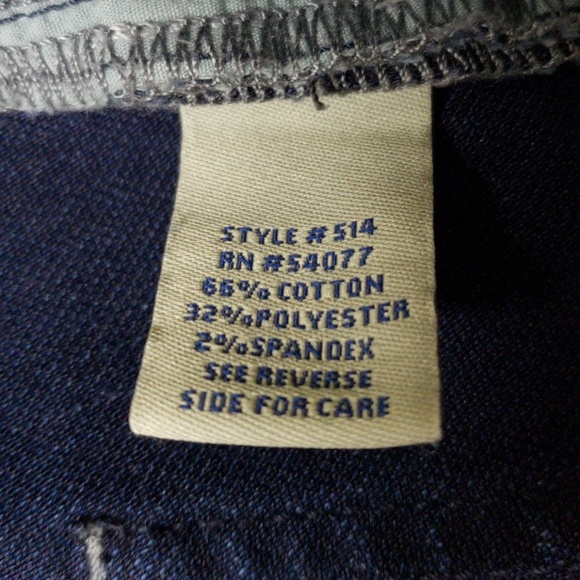 STYLE #514
RN #54077
66% COTTON
32% POLYESTER
2% SPANDEX
SEE REVERSE
SIDE FOR CARE